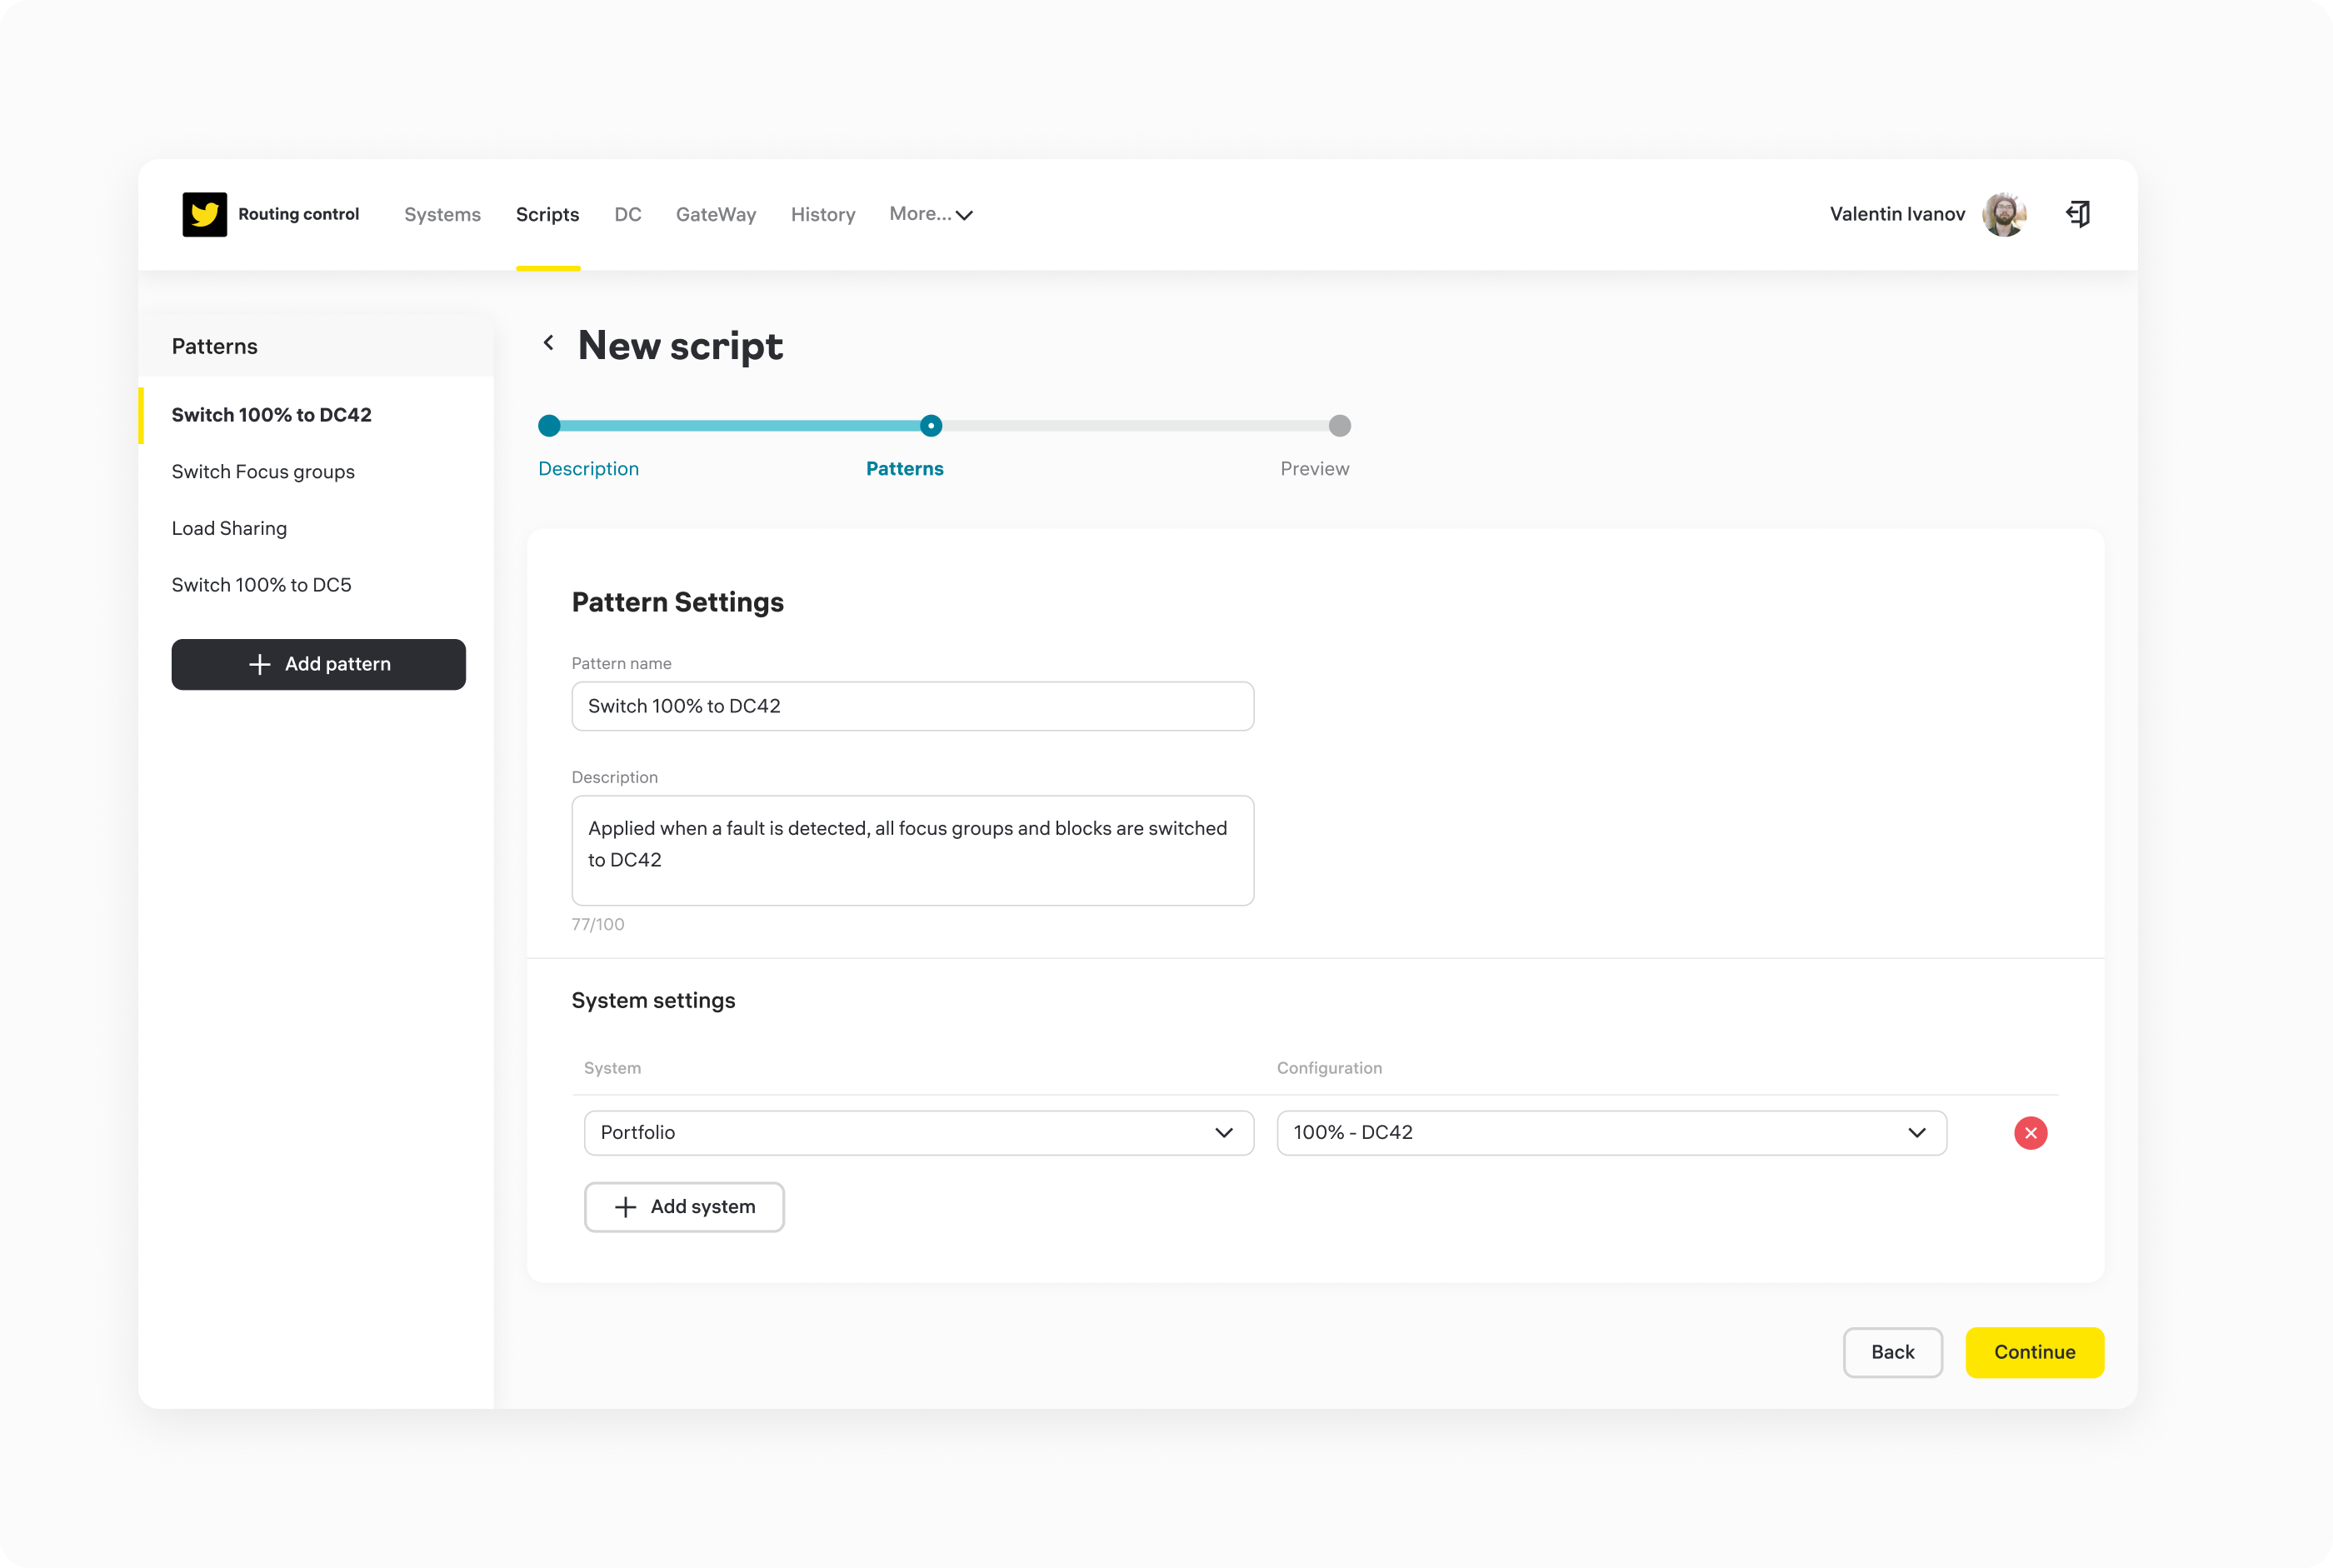 Routing control
Systems
Scripts
DC
GateWay
History
More...
Valentin Ivanov
Patterns
Switch 100% to DC42
Switch Focus groups
Load Sharing
Switch 100% to DC5
Add pattern
New script
Description
Patterns
Preview
Pattern Settings
Pattern name
Switch 100% to DC42
Description
Applied when a fault is detected, all focus groups and blocks are switched
to DC42
77/100
System settings
System
Configuration
Portfolio
100% - DC42
Add system
Back
Continue